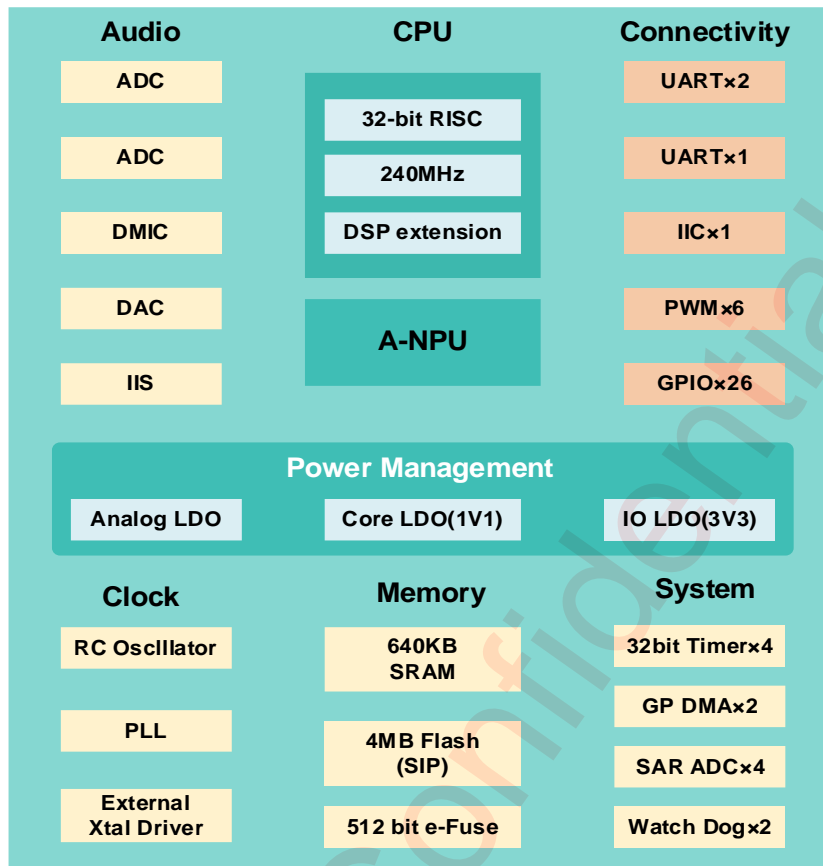 Audio
ADC
ADC
DMIC
DAC
IIS
CPU
32-bit RISC
240MHz
DSP extension
A-NPU
Connectivity
UART×2
UART×1
IIC×1
PWM×6
GPIO×26
Power Management
Analog LDO
Core LDO(1V1)
IO LDO(3V3)
Clock
RC Oscillator
PLL
External
Xtal Driver
Memory
640KB
SRAM
4MB Flash
(SIP)
512 bit e-Fuse
System
32bit Timer×4
GP DMA×2
SAR ADC×4
Watch Dog×2
Confidential